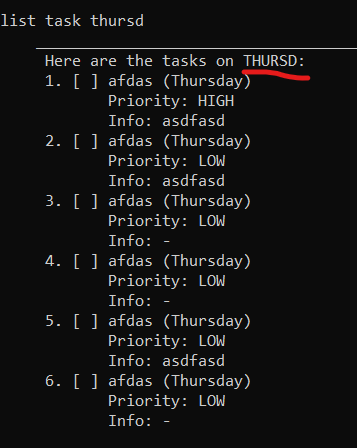 list task thursd
Here are the tasks on THURSD:
1. [ ] afdas (Thursday)
Priority: HIGH
Info: asdfasd
2. [ ] afdas (Thursday)
Priority: LOW
Info: asdfasd
3. [ ] afdas (Thursday)
Priority: LOW
Info: -
4. [ ] afdas (Thursday)
Priority: LOW
Info: -
5. [ ] afdas (Thursday)
Priority: LOW
Info: asdfasd
6. [ ] afdas (Thursday)
Priority: LOW
Info: -